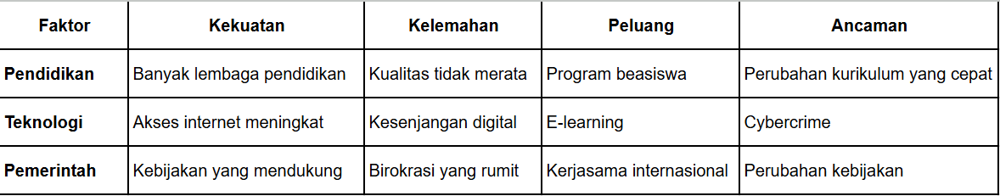 Faktor Kekuatan Kelemahan Peluang Ancaman
Pendidikan Banyak lembaga pendidikan Kualitas tidak merata Program beasiswa Perubahan kurikulum yang cepat
Teknologi Akses internet meningkat Kesenjangan digital E-learning Cybercrime
Pemerintah Kebijakan yang mendukung Birokrasi yang rumit Kerjasama internasional Perubahan kebijakan